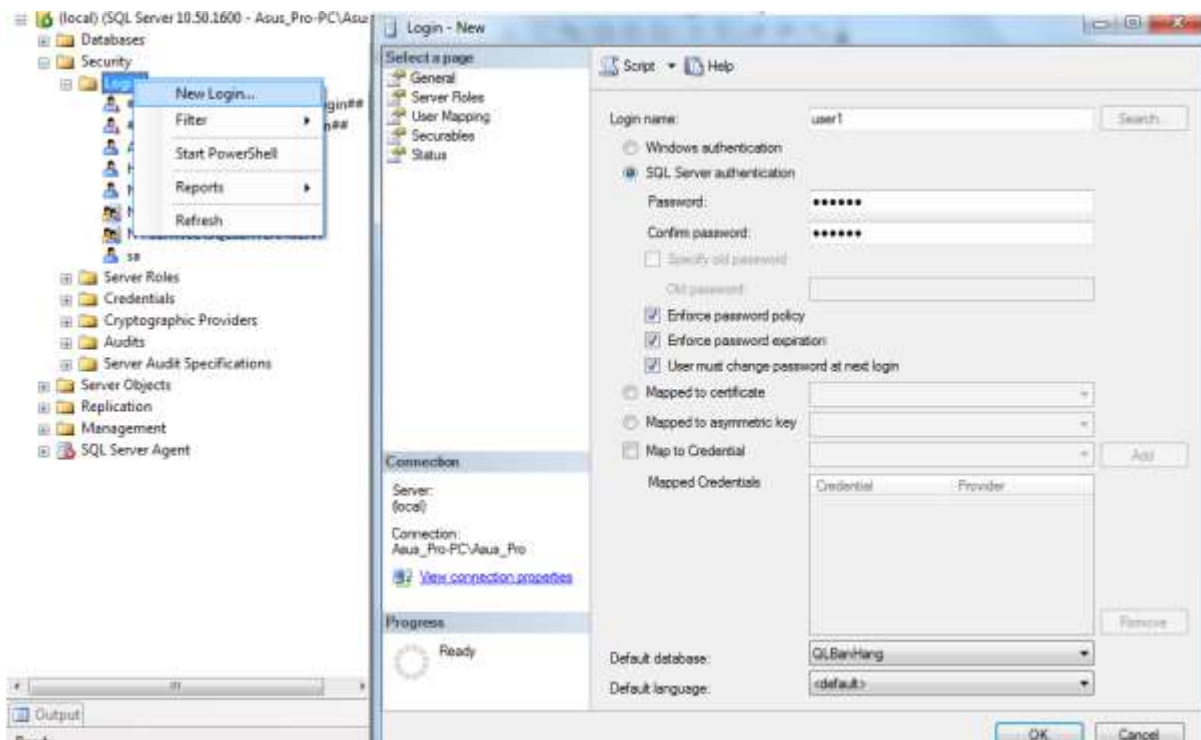 (local) (SQL Server 10.50.1600 - Asus_Pro-PC\Asu
Databases
Security
New Login...
Filter
Start PowerShell
Reports
Refresh
gin##
n##
sa
Server Roles
Credentials
Cryptographic Providers
Audits
Server Audit Specifications
Server Objects
Replication
Management
SQL Server Agent
Output
Login - New
Select a page
General
Server Roles
User Mapping
Securables
Status
Connection
Server:
(local)
Connection:
Asus_Pro-PC\Asus_Pro
View connection properties
Progress
Ready
Script Help
Login name: user1 Search...
Windows authentication
SQL Server authentication
Password: ●●●●●●
Confirm password: ●●●●●●
Specify old password
Old password:
Enforce password policy
Enforce password expiration
User must change password at next login
Mapped to certificate
Mapped to asymmetric key
Map to Credential Add
Mapped Credentials Credential Provider
Remove
Default database: QLBanHang
Default language: <default>
OK Cancel